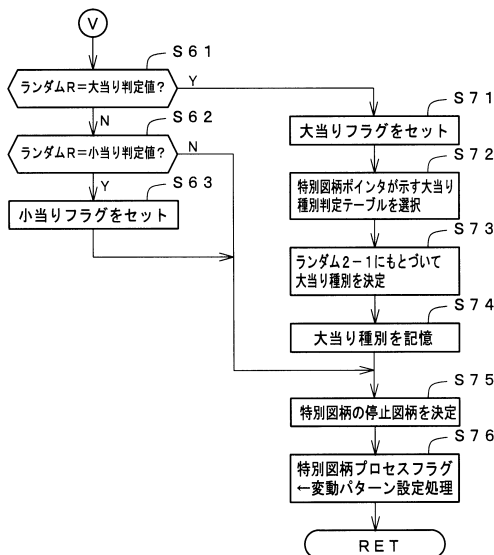 V
S61
ランダムR＝大当り判定値?
Y
N
S62
ランダムR＝小当り判定値?
N
Y
S63
小当りフラグをセット
S71
大当りフラグをセット
S72
特別図柄ポインタが示す大当り
種別判定テーブルを選択
S73
ランダム2－1にもとづいて
大当り種別を決定
S74
大当り種別を記憶
S75
特別図柄の停止図柄を決定
S76
特別図柄プロセスフラグ
←変動パターン設定処理
RET